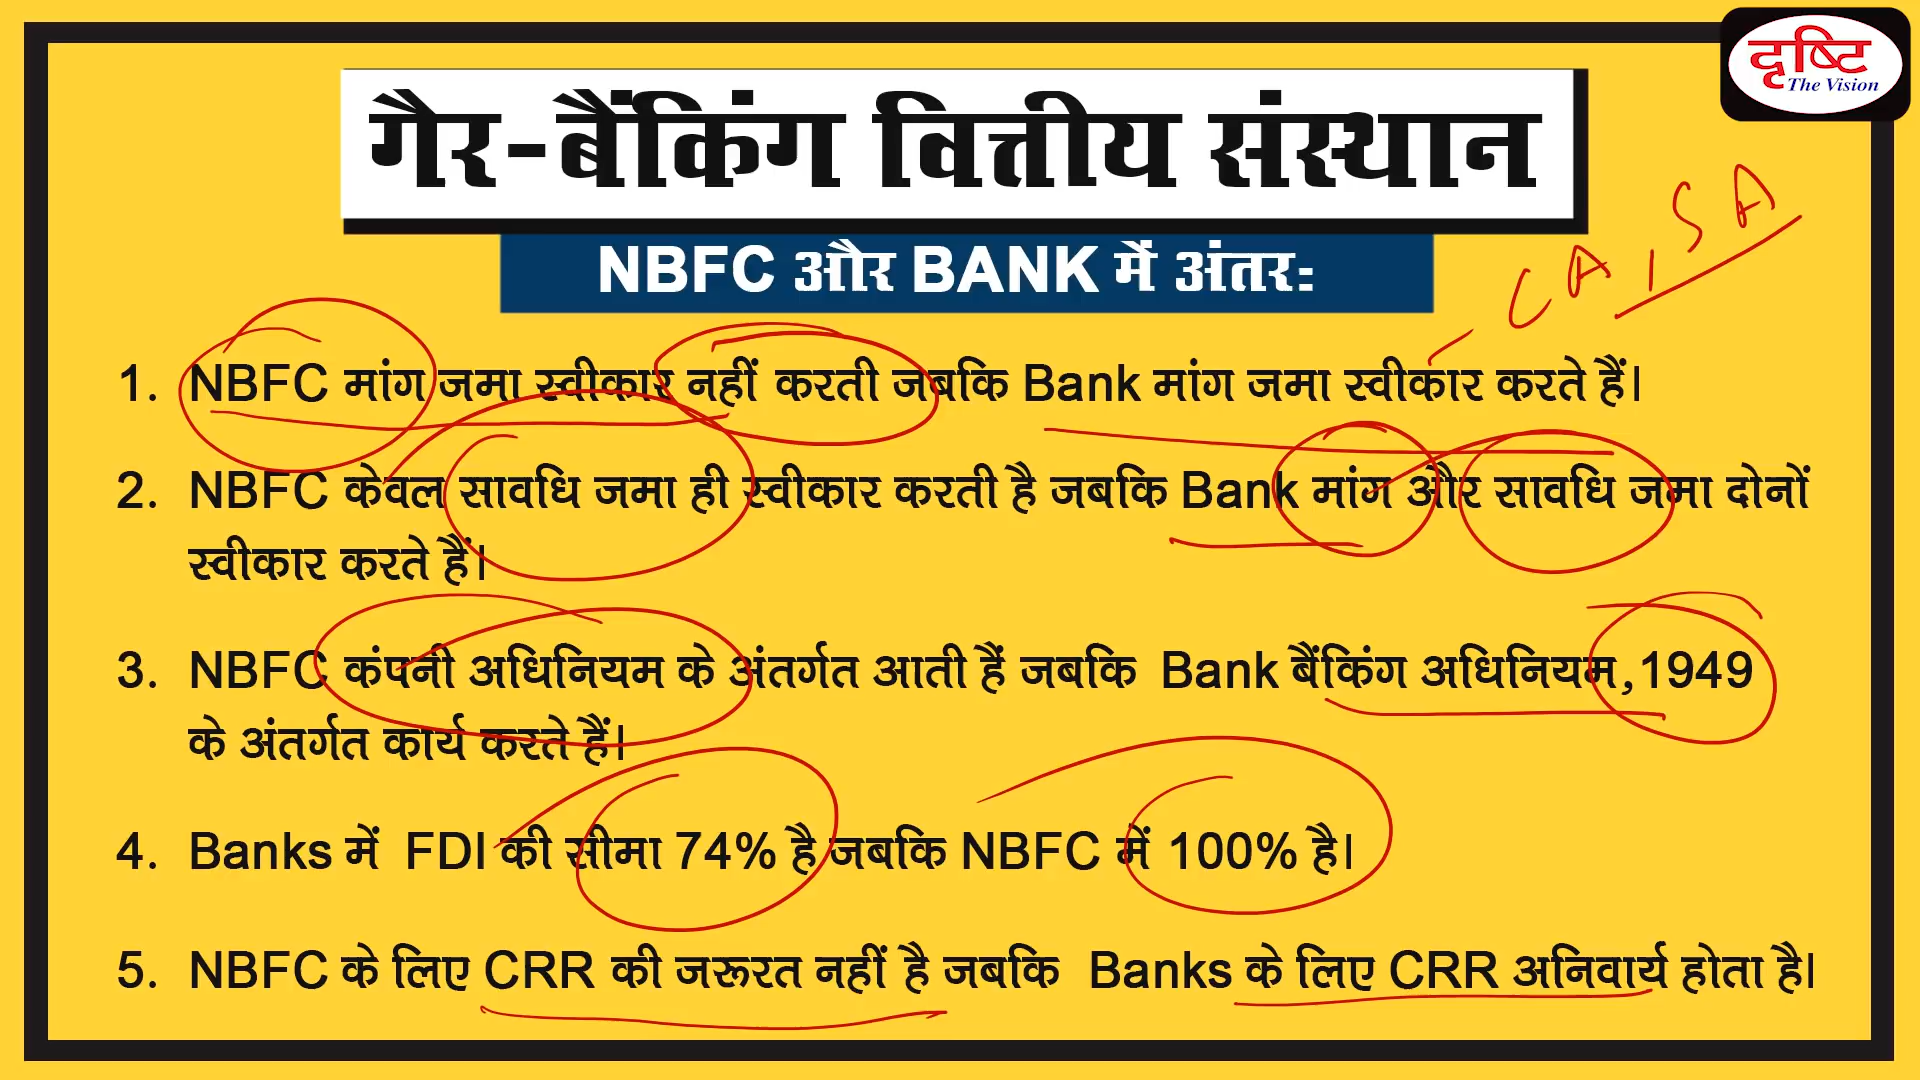 दृष्टि
The Vision
गैर-बैंकिंग वित्तीय संस्थान
NBFC और BANK में अंतर:
CA, SA
1. NBFC मांग जमा स्वीकार नहीं करती जबकि Bank मांग जमा स्वीकार करते हैं।
2. NBFC केवल सावधि जमा ही स्वीकार करती है जबकि Bank मांग और सावधि जमा दोनों
स्वीकार करते हैं।
3. NBFC कंपनी अधिनियम के अंतर्गत आती हैं जबकि Bank बैंकिंग अधिनियम,1949
के अंतर्गत कार्य करते हैं।
4. Banks में FDI की सीमा 74% है जबकि NBFC में 100% है।
5. NBFC के लिए CRR की जरूरत नहीं है जबकि Banks के लिए CRR अनिवार्य होता है।